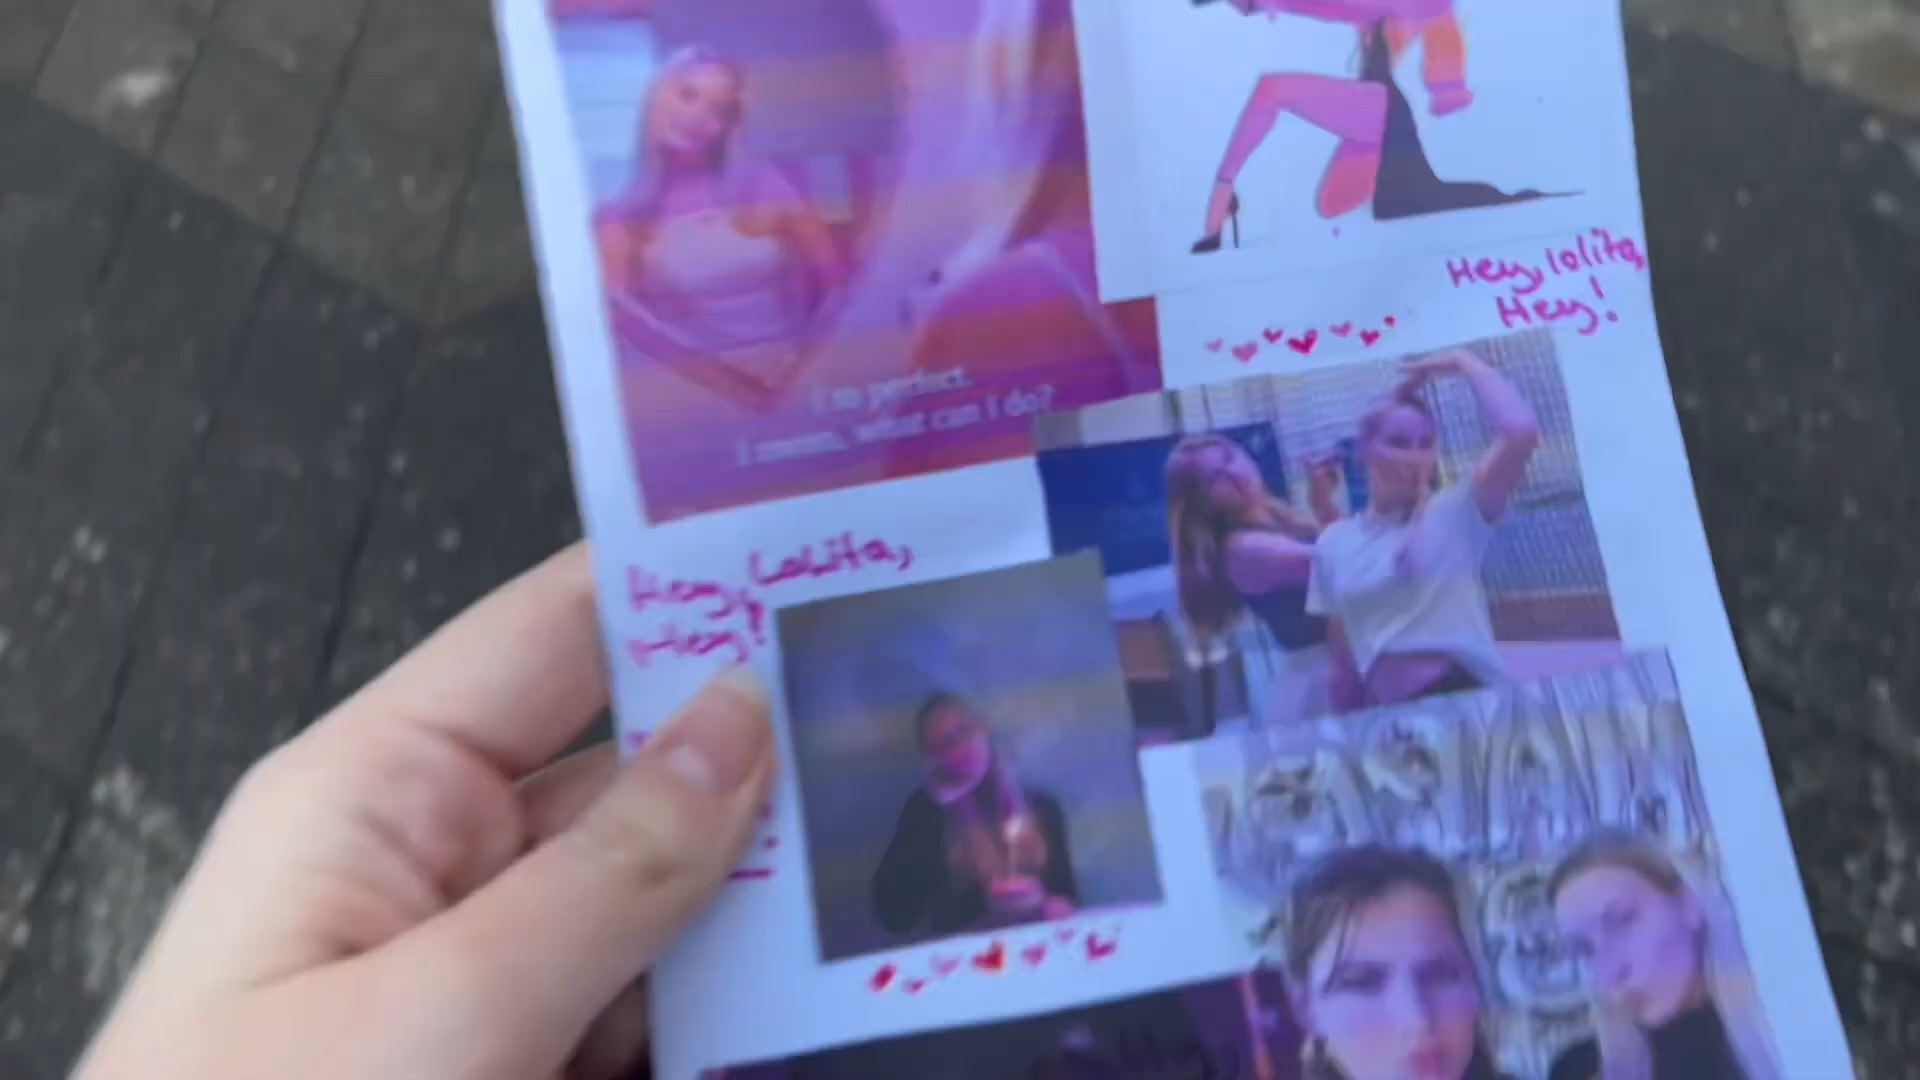 Hey, lolita,
Hey!
I'm perfect.
I mean, what can I do?
Hey, Lolita,
Hey!